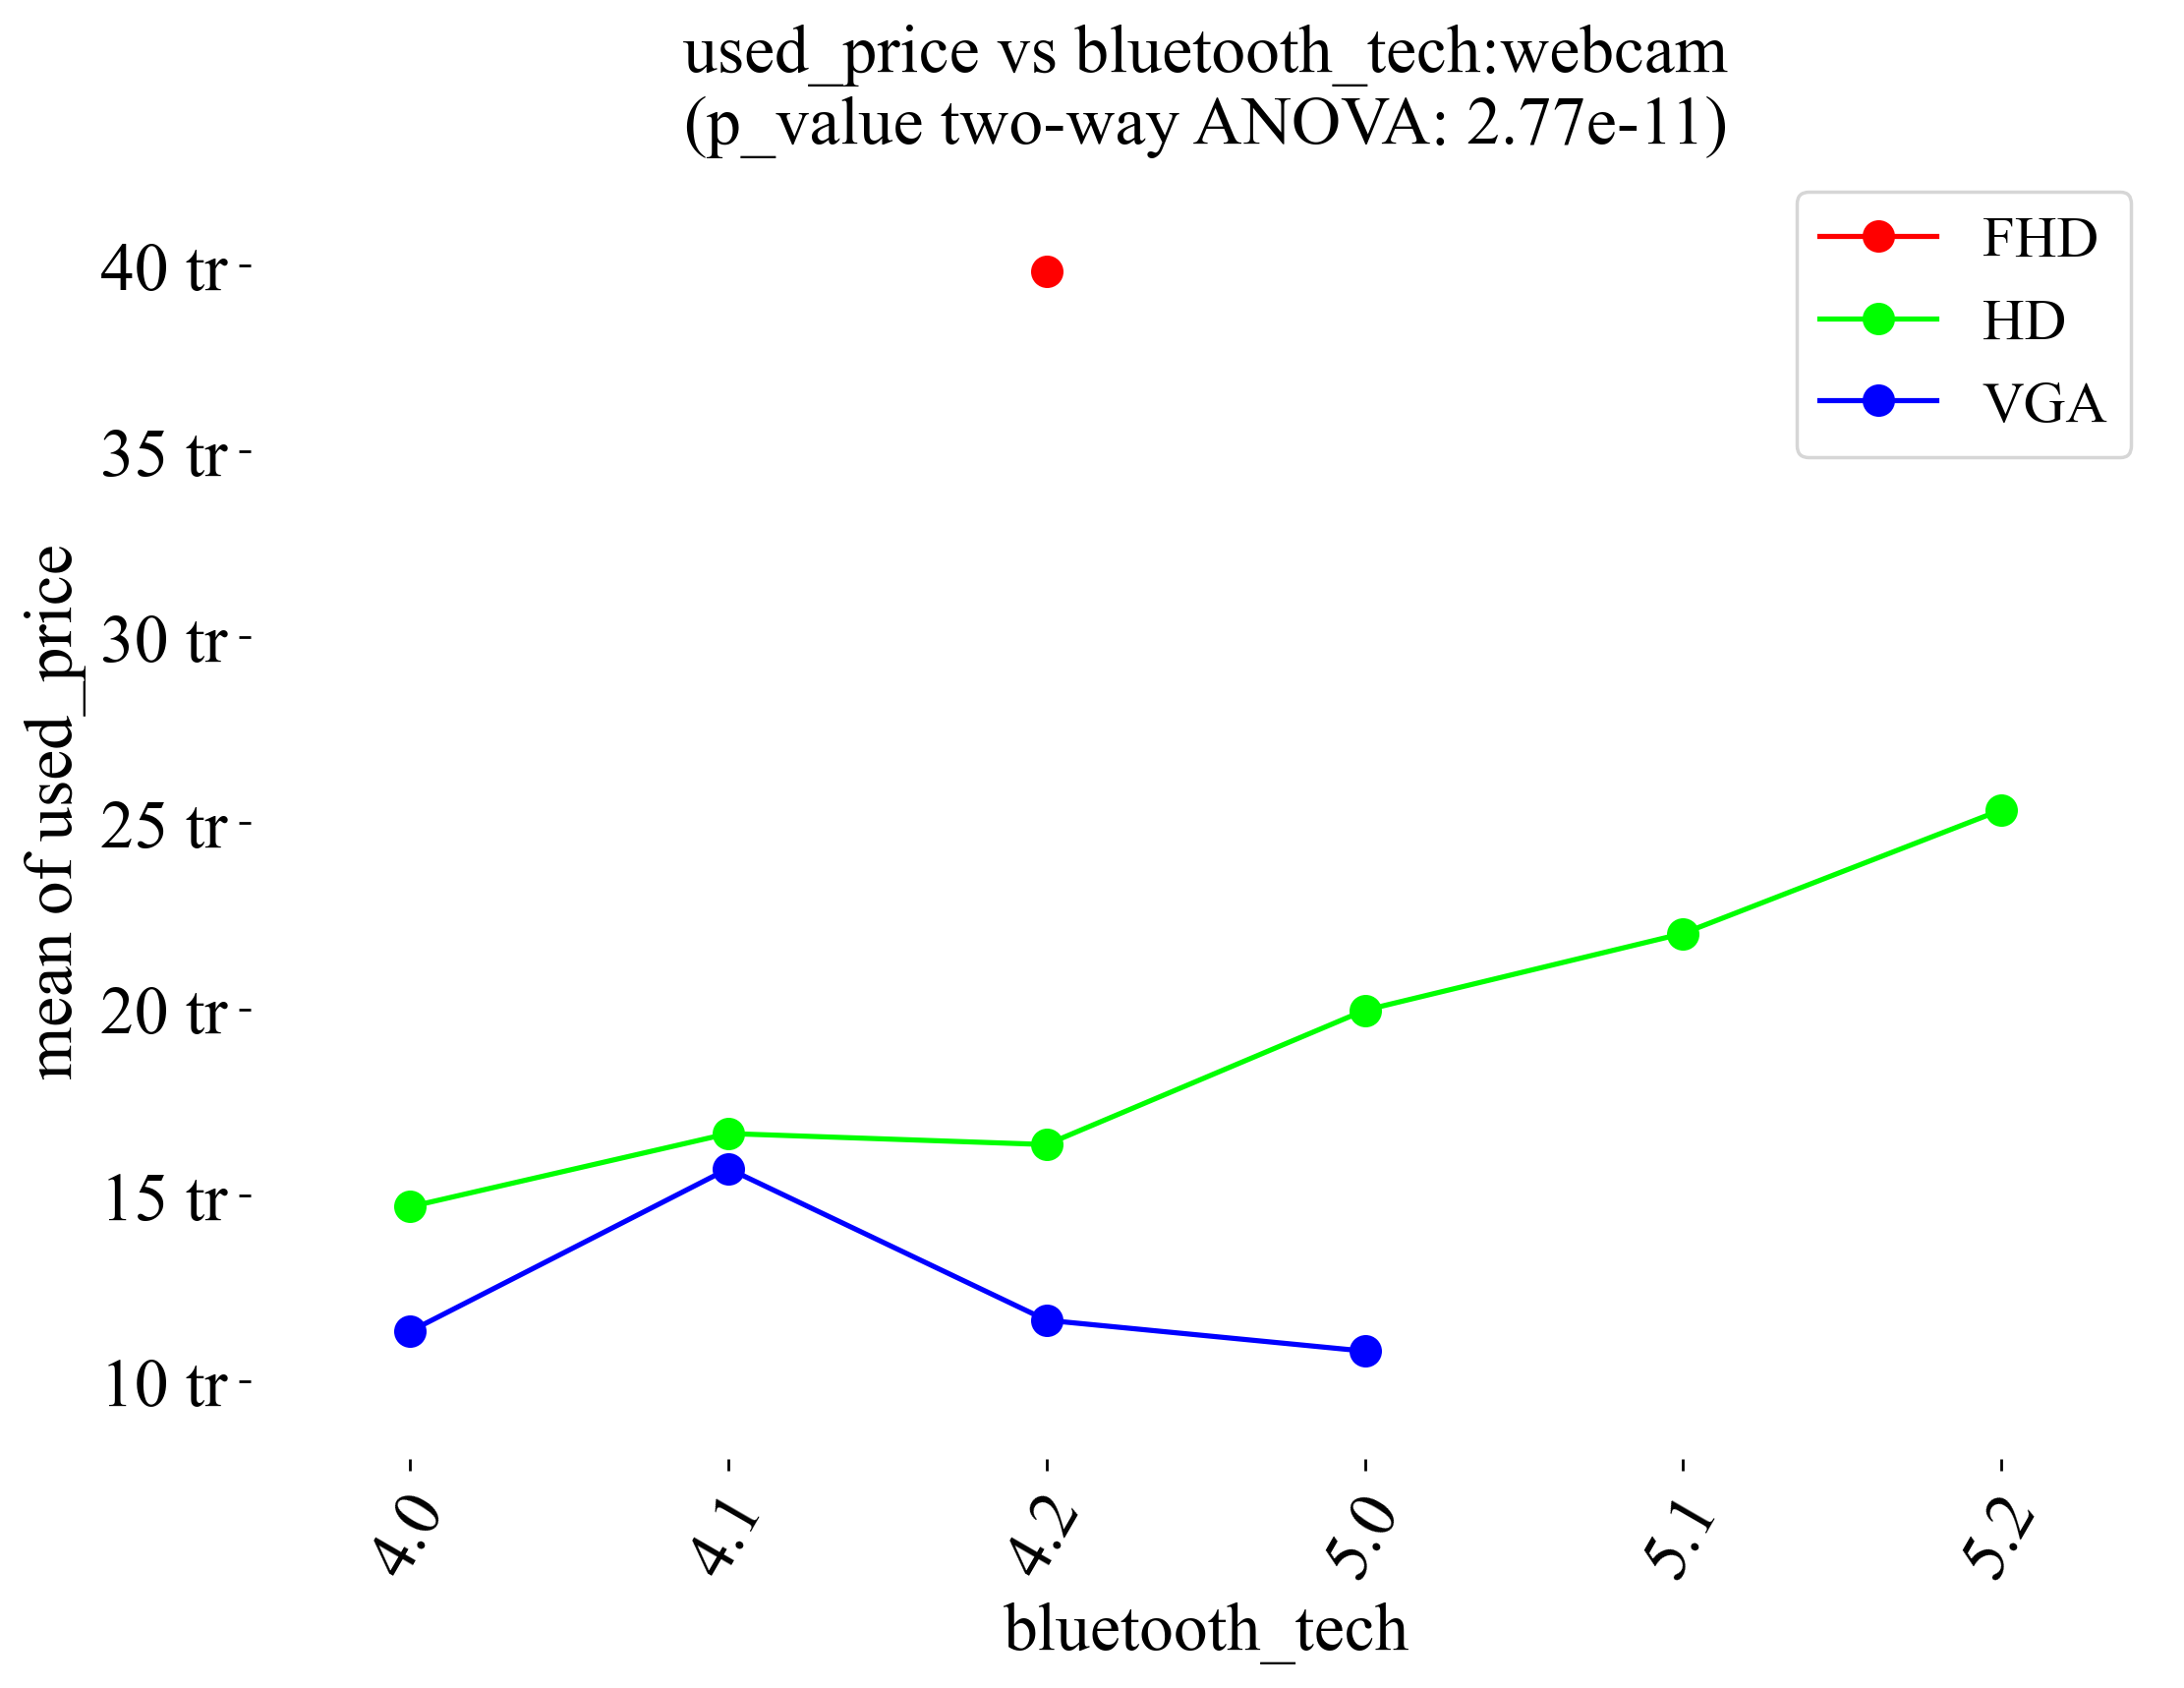 used_price vs bluetooth_tech:webcam
(p_value two-way ANOVA: 2.77e-11)
FHD
HD
VGA
mean of used_price
40 tr
35 tr
30 tr
25 tr
20 tr
15 tr
10 tr
4.0
4.1
4.2
5.0
5.1
5.2
bluetooth_tech